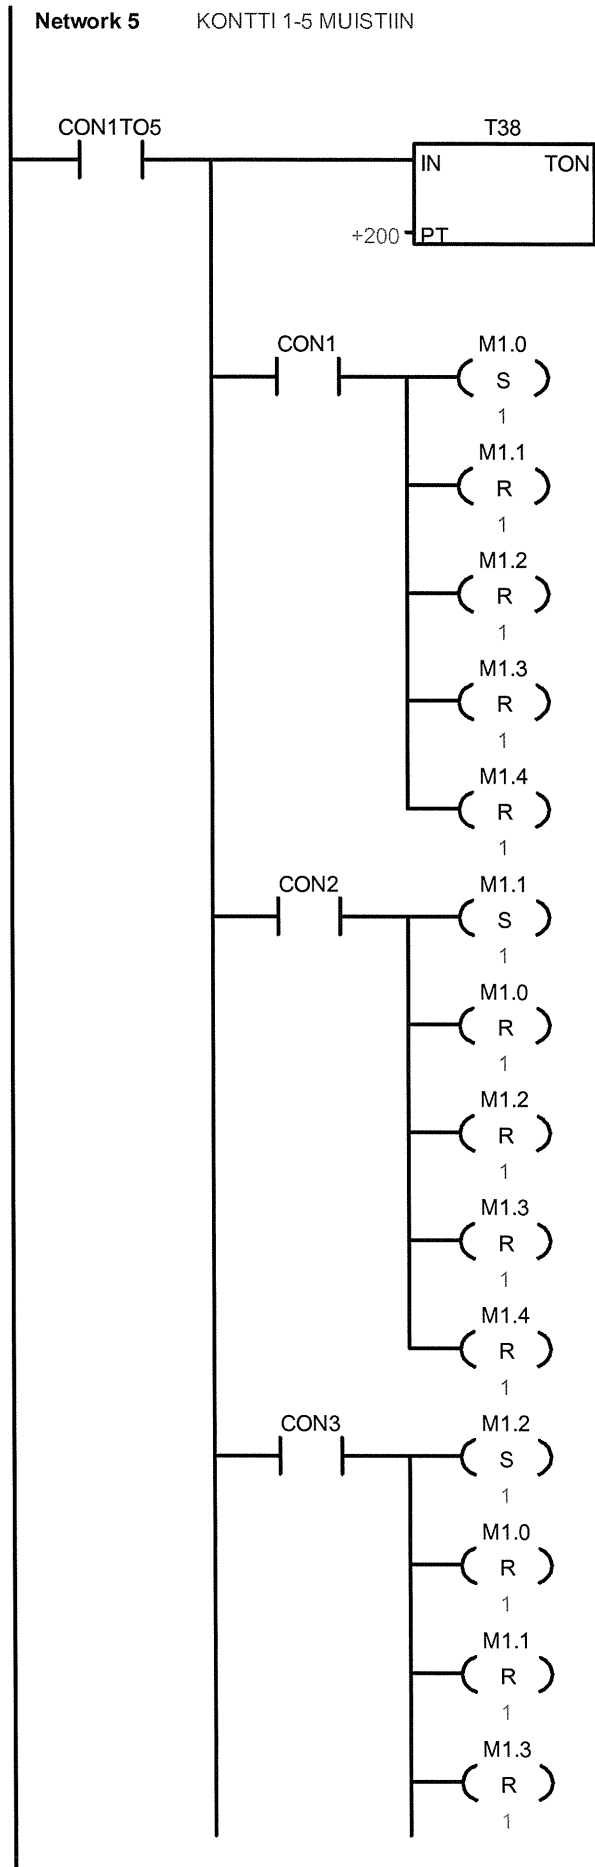 Network 5 KONTTI 1-5 MUISTIIN
CON1TO5
T38
IN TON
+200 PT
CON1
M1.0
S
1
M1.1
R
1
M1.2
R
1
M1.3
R
1
M1.4
R
1
CON2
M1.1
S
1
M1.0
R
1
M1.2
R
1
M1.3
R
1
M1.4
R
1
CON3
M1.2
S
1
M1.0
R
1
M1.1
R
1
M1.3
R
1